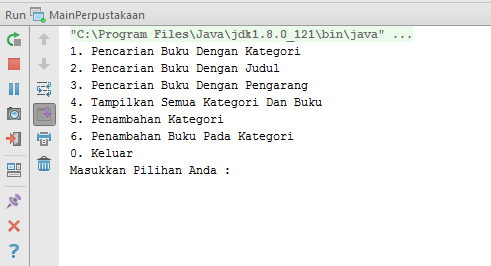 Run MainPerpustakaan
"C:\Program Files\Java\jdk1.8.0_121\bin\java" ...
1. Pencarian Buku Dengan Kategori
2. Pencarian Buku Dengan Judul
3. Pencarian Buku Dengan Pengarang
4. Tampilkan Semua Kategori Dan Buku
5. Penambahan Kategori
6. Penambahan Buku Pada Kategori
0. Keluar
Masukkan Pilihan Anda :